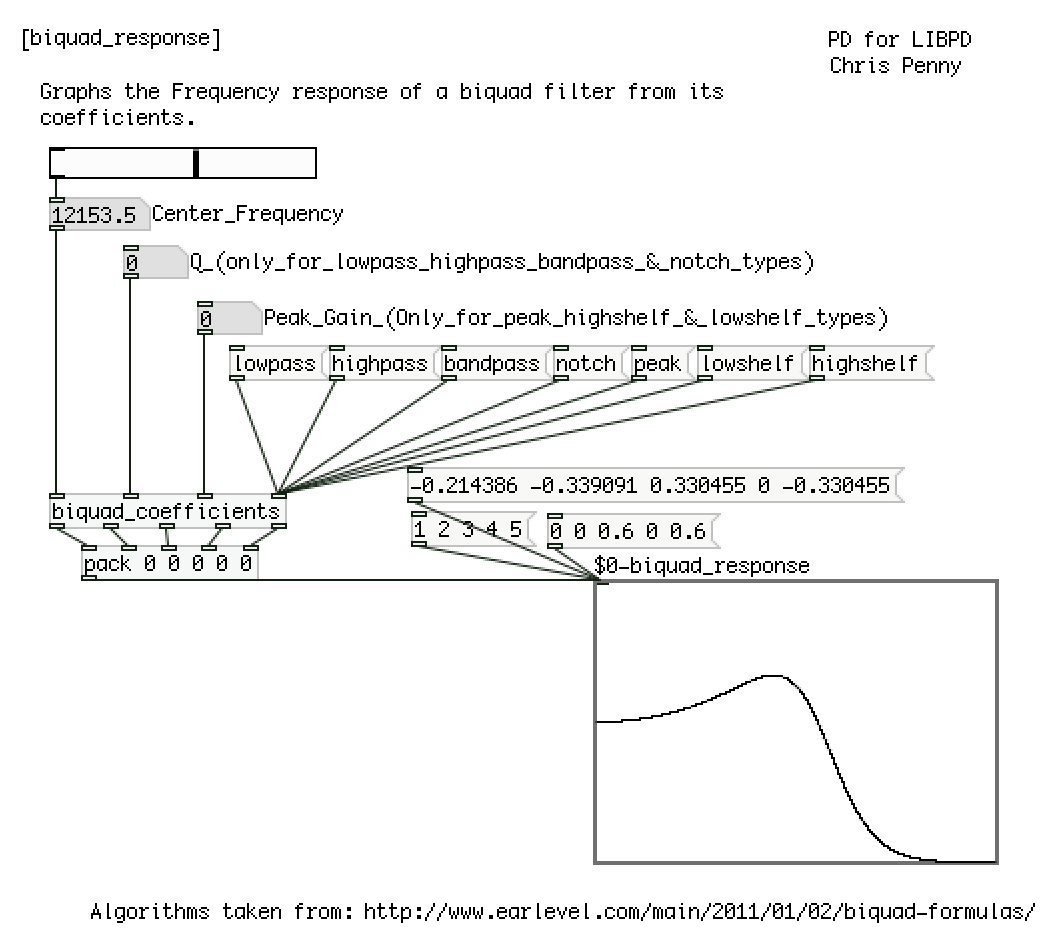 [biquad_response]
PD for LIBPD
Chris Penny
Graphs the Frequency response of a biquad filter from its
coefficients.
12153.5 Center_Frequency
0 Q_(only_for_lowpass_highpass_bandpass_&_notch_types)
0 Peak_Gain_(Only_for_peak_highshelf_&_lowshelf_types)
lowpass highpass bandpass notch peak lowshelf highshelf
-0.214386 -0.339091 0.330455 0 -0.330455
biquad_coefficients
1 2 3 4 5 0 0 0.6 0 0.6
pack 0 0 0 0 0
$0-biquad_response
Algorithms taken from: http://www.earlevel.com/main/2011/01/02/biquad-formulas/